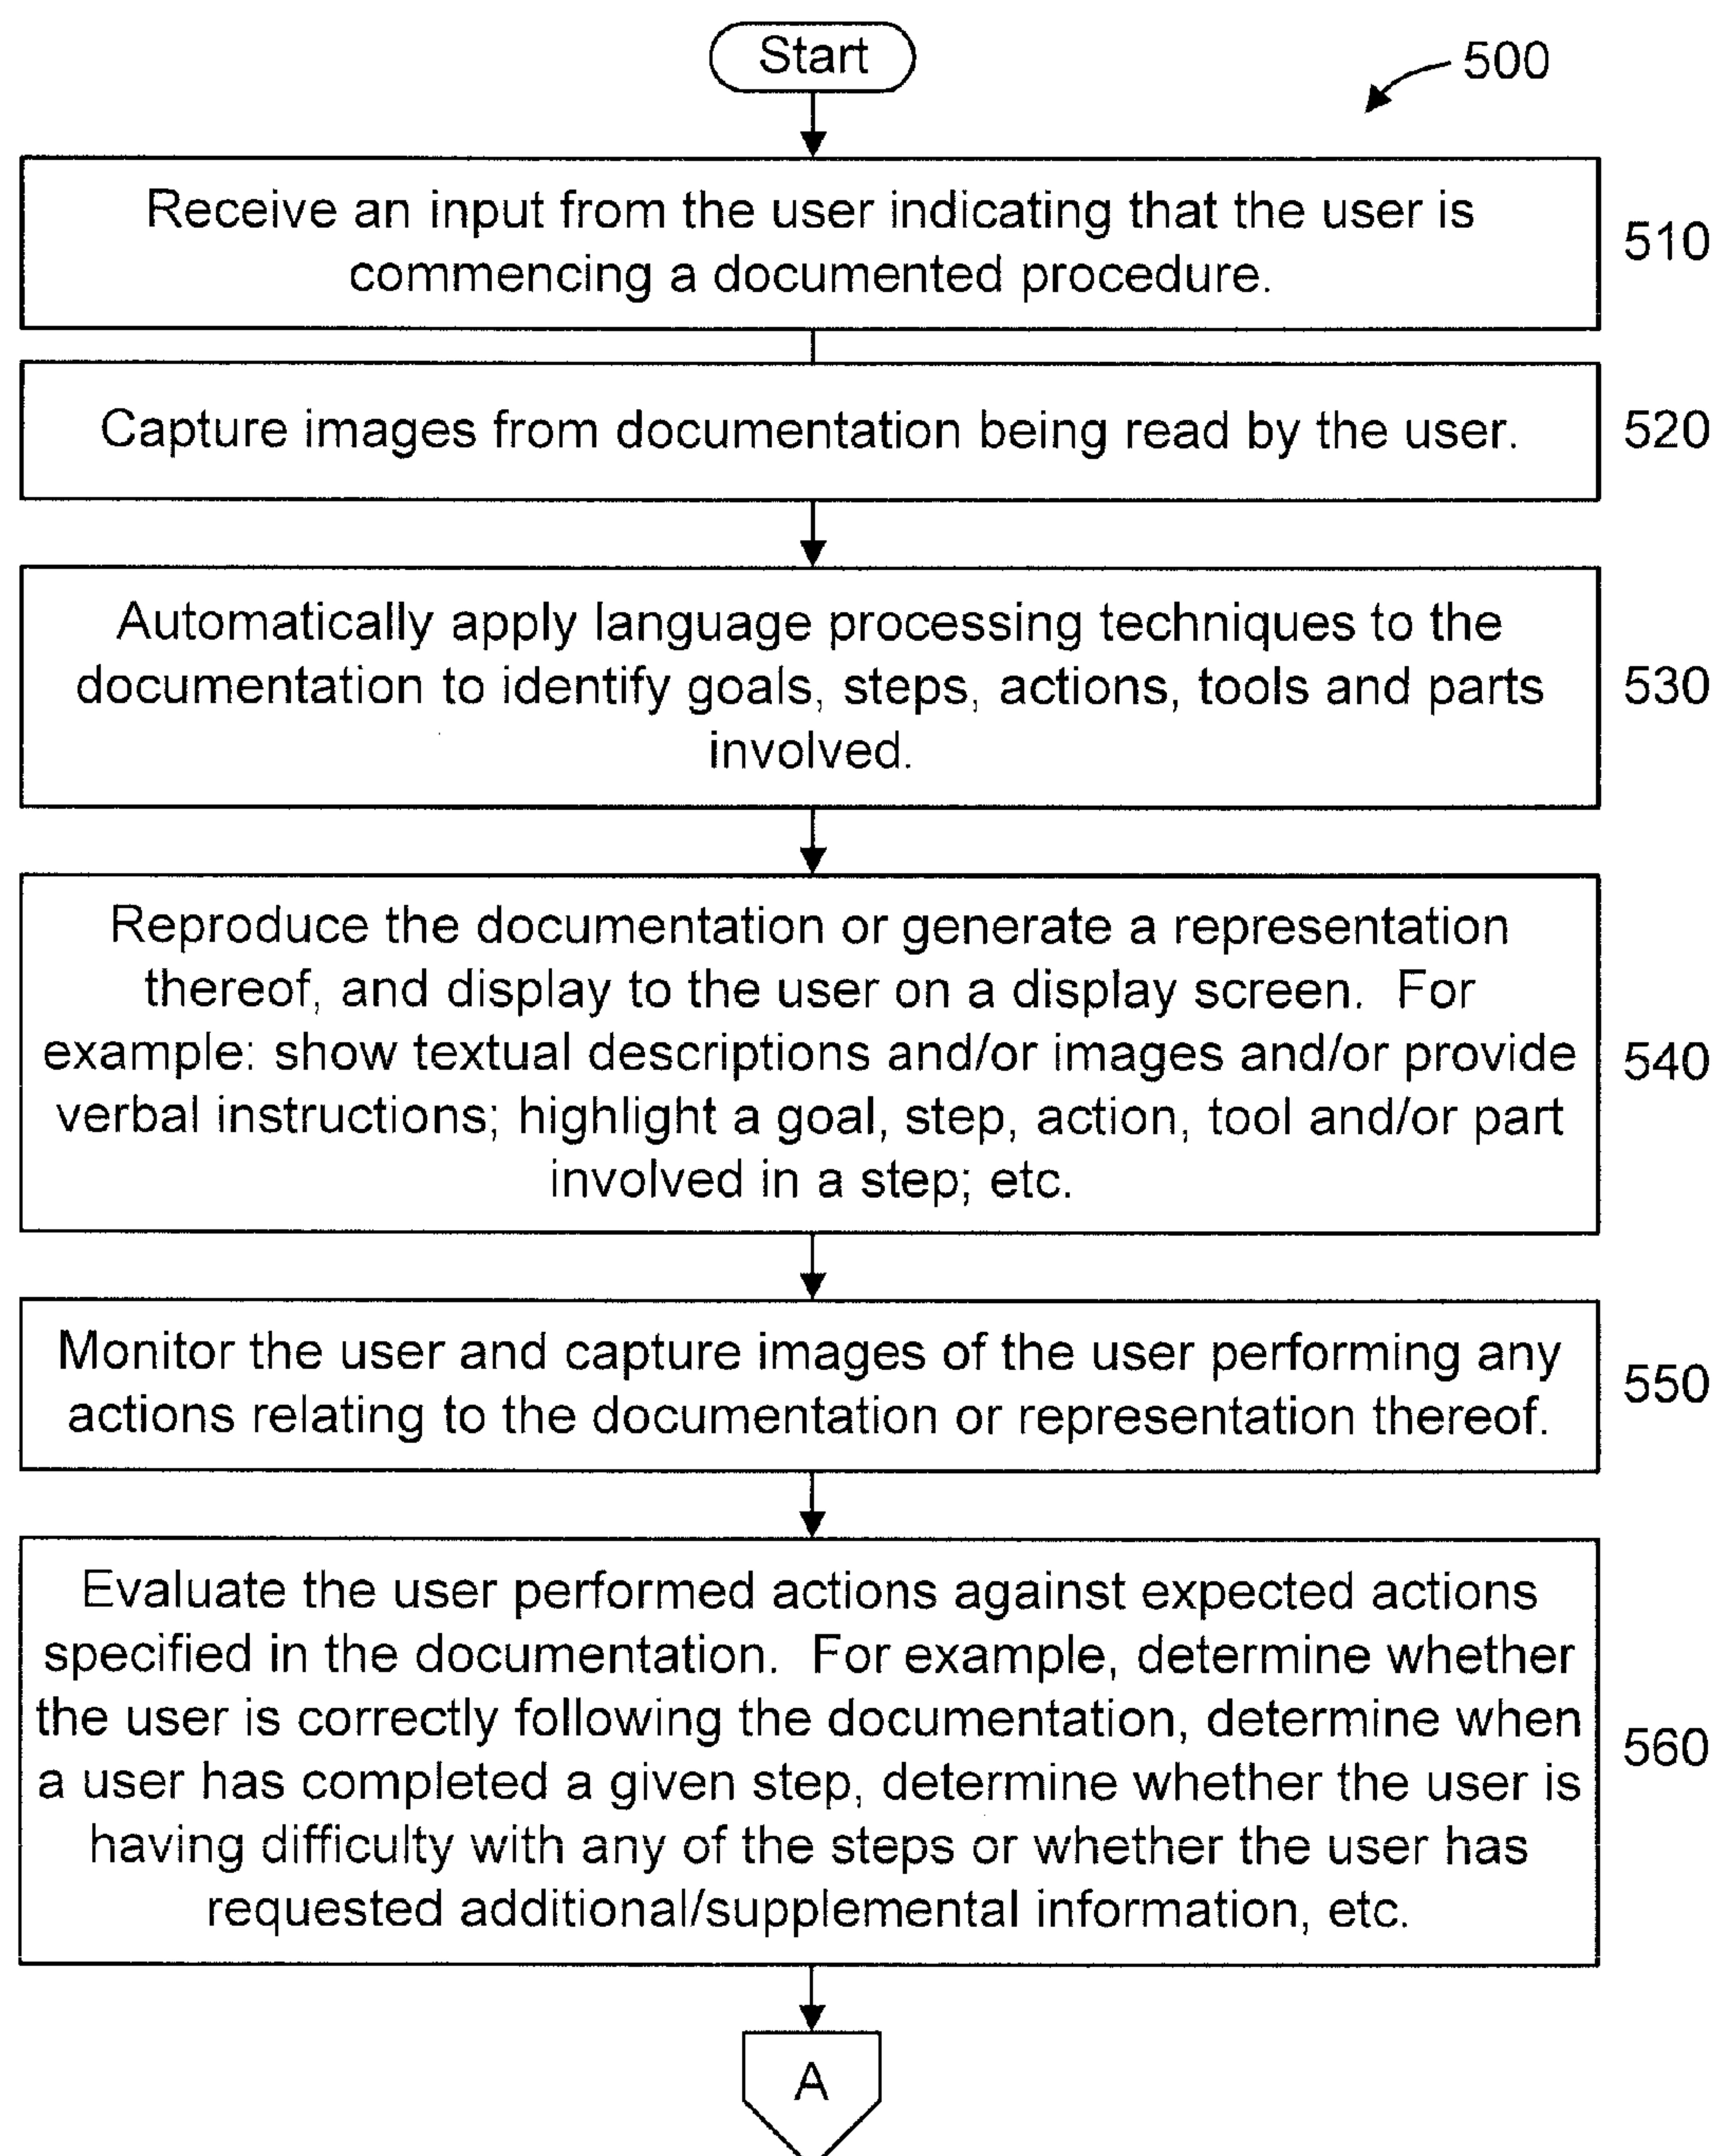 Start
500
Receive an input from the user indicating that the user is
commencing a documented procedure.
510
Capture images from documentation being read by the user.
520
Automatically apply language processing techniques to the
documentation to identify goals, steps, actions, tools and parts
involved.
530
Reproduce the documentation or generate a representation
thereof, and display to the user on a display screen.  For
example: show textual descriptions and/or images and/or provide
verbal instructions; highlight a goal, step, action, tool and/or part
involved in a step; etc.
540
Monitor the user and capture images of the user performing any
actions relating to the documentation or representation thereof.
550
Evaluate the user performed actions against expected actions
specified in the documentation.  For example, determine whether
the user is correctly following the documentation, determine when
a user has completed a given step, determine whether the user is
having difficulty with any of the steps or whether the user has
requested additional/supplemental information, etc.
560
A